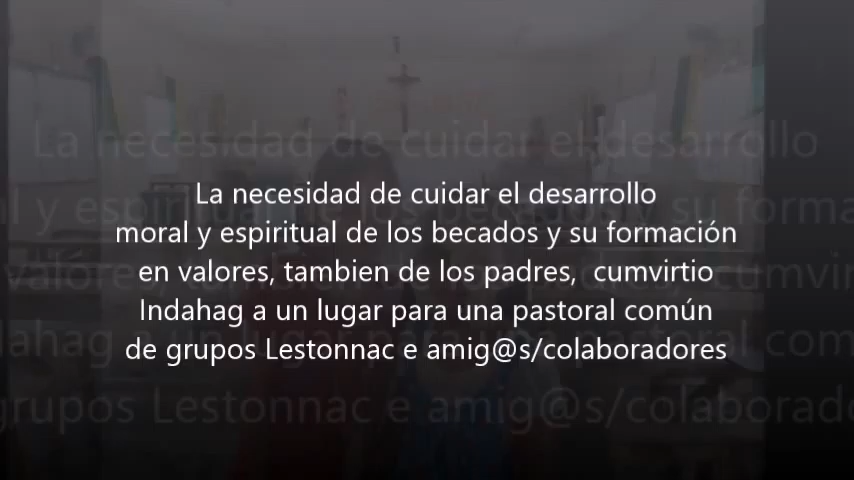 La necesidad de cuidar el desarrollo
moral y espiritual de los becados y su formación
en valores, tambien de los padres, cumvirtio
Indahag a un lugar para una pastoral común
de grupos Lestonnac e amig@s/colaboradores